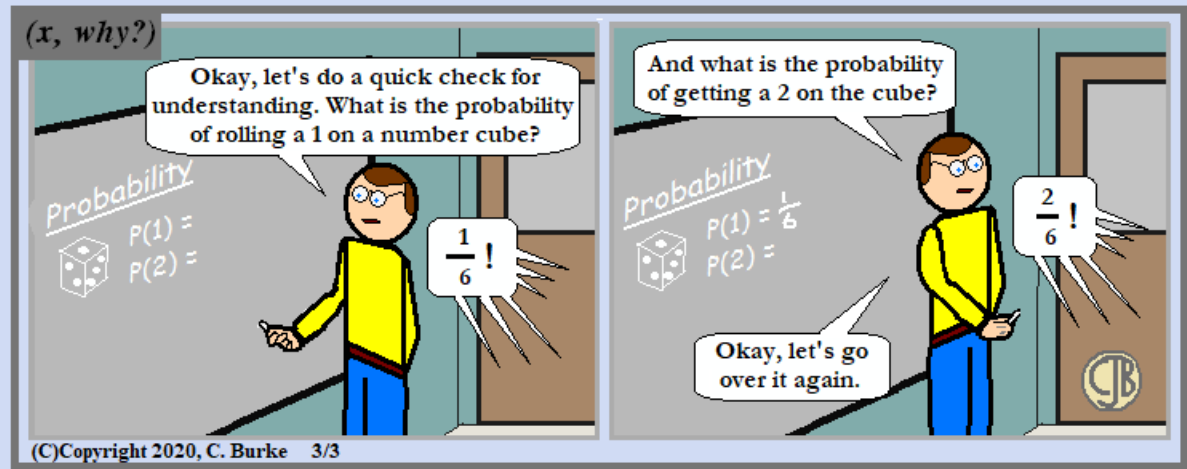 (x, why?)
Okay, let's do a quick check for
understanding. What is the probability
of rolling a 1 on a number cube?
Probability
P(1) =
P(2) =
1
6
!
And what is the probability
of getting a 2 on the cube?
Probability
P(1) = 1/6
P(2) =
2
6
!
Okay, let's go
over it again.
CJB
(C)Copyright 2020, C. Burke 3/3